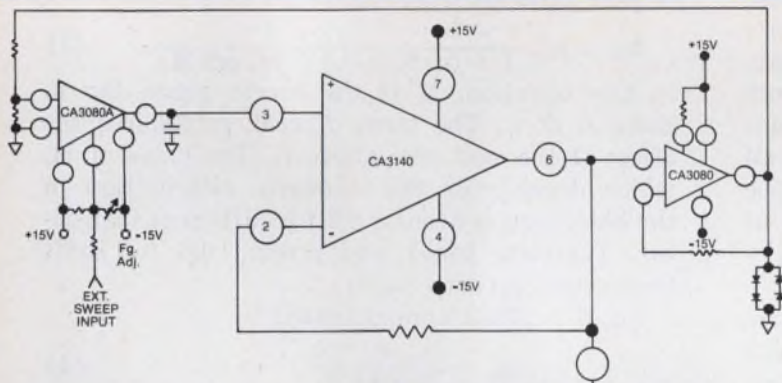 +15V
+15V
CA3080A
+
7
3
CA3140
6
CA3080
2
-
4
+15V
-15V
Fg.
Adj.
-15V
-15V
EXT.
SWEEP
INPUT